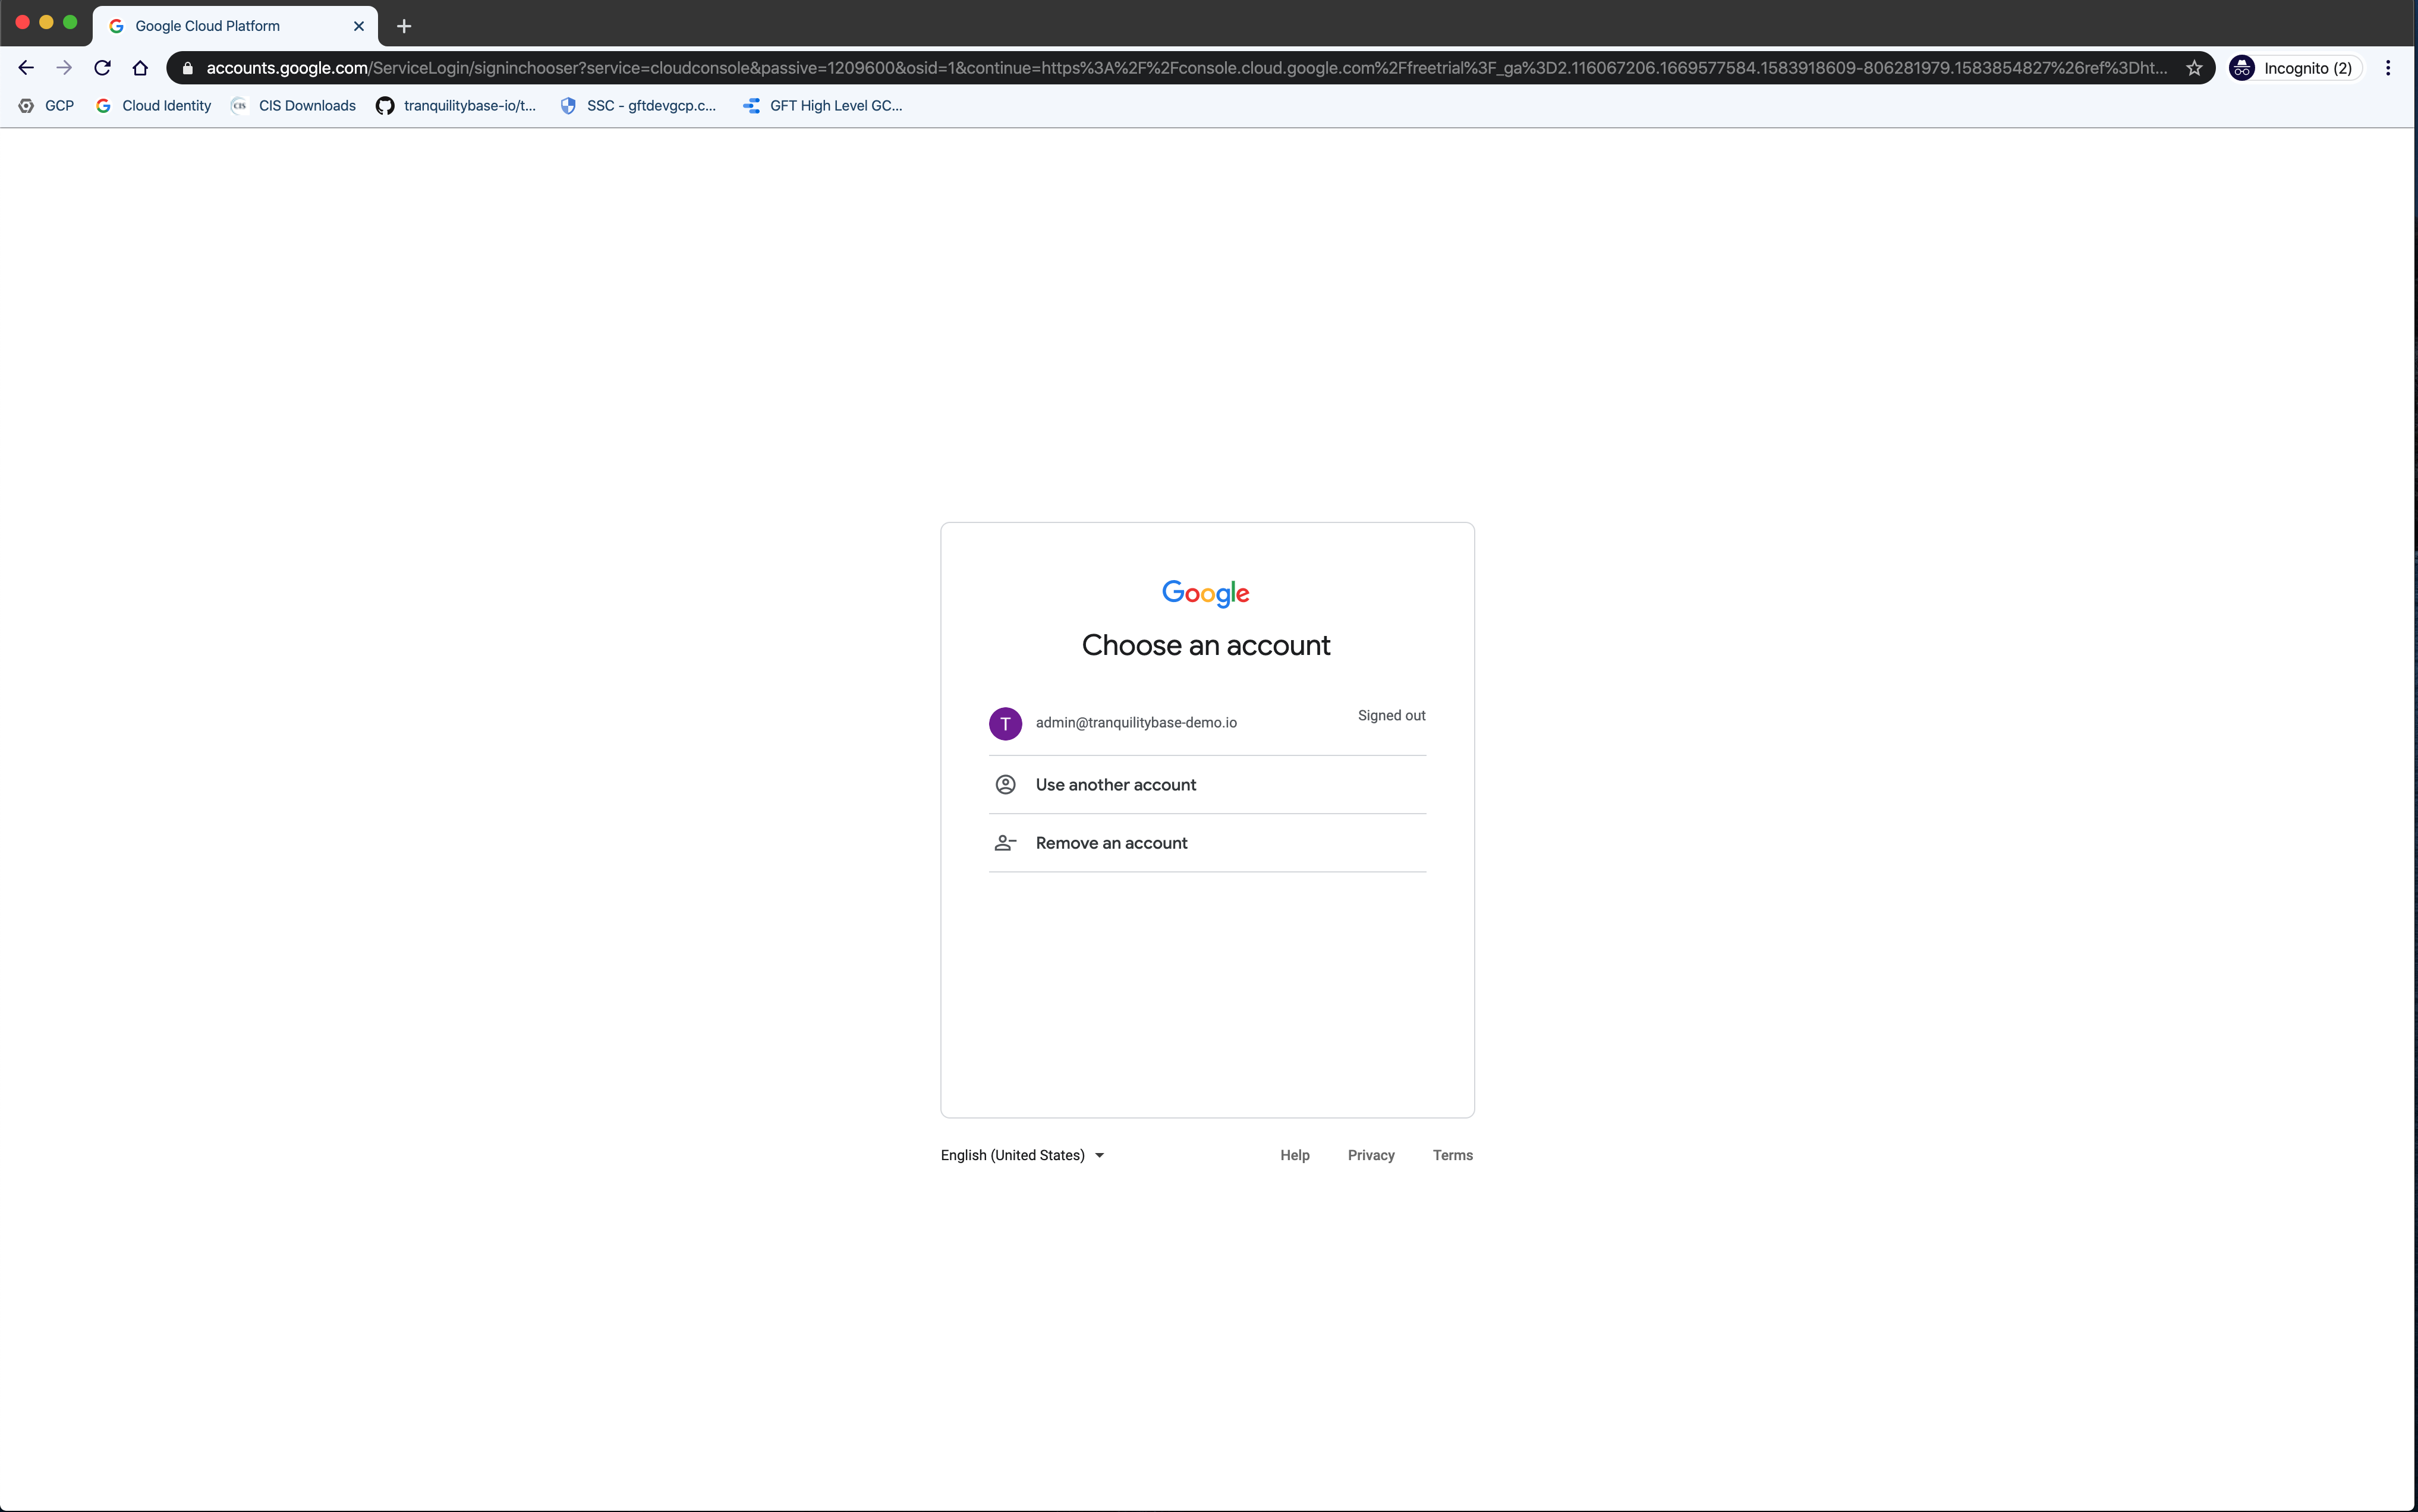 Google Cloud Platform
accounts.google.com/ServiceLogin/signinchooser?service=cloudconsole&passive=1209600&osid=1&continue=https%3A%2F%2Fconsole.cloud.google.com%2Ffreetrial%3F_ga%3D2.116067206.1669577584.1583918609-806281979.1583854827%26ref%3Dht... Incognito (2)
GCP Cloud Identity CIS CIS Downloads tranquilitybase-io/t... SSC - gftdevgcp.c... GFT High Level GC...
Google
Choose an account
T admin@tranquilitybase-demo.io Signed out
Use another account
Remove an account
English (United States) Help Privacy Terms